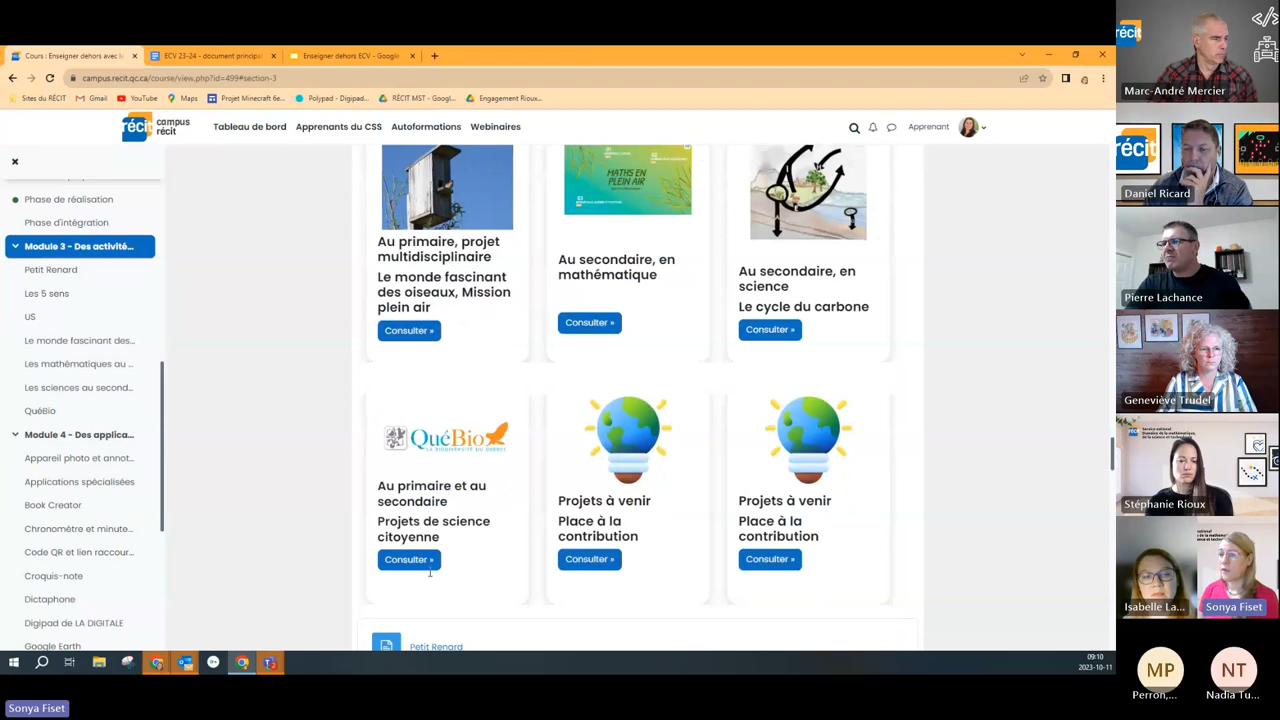 Cours : Enseigner dehors avec M
ECV 23-24 - document principal
Enseigner dehors ECV - Google
campus.recit.qc.ca/course/view.php?id=499#section-3
Sites du RÉCIT
Gmail
YouTube
Maps
Projet Minecraft 6e...
Polypad - Digipad...
RÉCIT MST - Googl...
Engagement Rioux...
récit
campus
récit
Tableau de bord
Apprenants du CSS
Autoformations
Webinaires
Apprenant
Phase de réalisation
Phase d'intégration
Module 3 - Des activité...
Petit Renard
Les 5 sens
US
Le monde fascinant des...
Les mathématiques au ...
Les sciences au second...
QuéBio
Module 4 - Des applica...
Appareil photo et annot...
Applications spécialisées
Book Creator
Chronomètre et minute...
Code QR et lien raccour...
Croquis-note
Dictaphone
Digipad de LA DIGITALE
Google Earth
Au primaire, projet
multidisciplinaire
Le monde fascinant
des oiseaux, Mission
plein air
Consulter »
MATHS EN
PLEIN AIR
Au secondaire, en
mathématique
Consulter »
Au secondaire, en
science
Le cycle du carbone
Consulter »
QuéBio
LA BIODIVERSITÉ DU QUÉBEC
Au primaire et au
secondaire
Projets de science
citoyenne
Consulter »
Projets à venir
Place à la
contribution
Consulter »
Projets à venir
Place à la
contribution
Consulter »
Petit Renard
09:10
2023-10-11
Sonya Fiset
récit
Marc-André Mercier
récit
Daniel Ricard
Pierre Lachance
Geneviève Trudel
Stéphanie Rioux
Isabelle La...
Sonya Fiset
MP
Perron,...
NT
Nadia Tu...